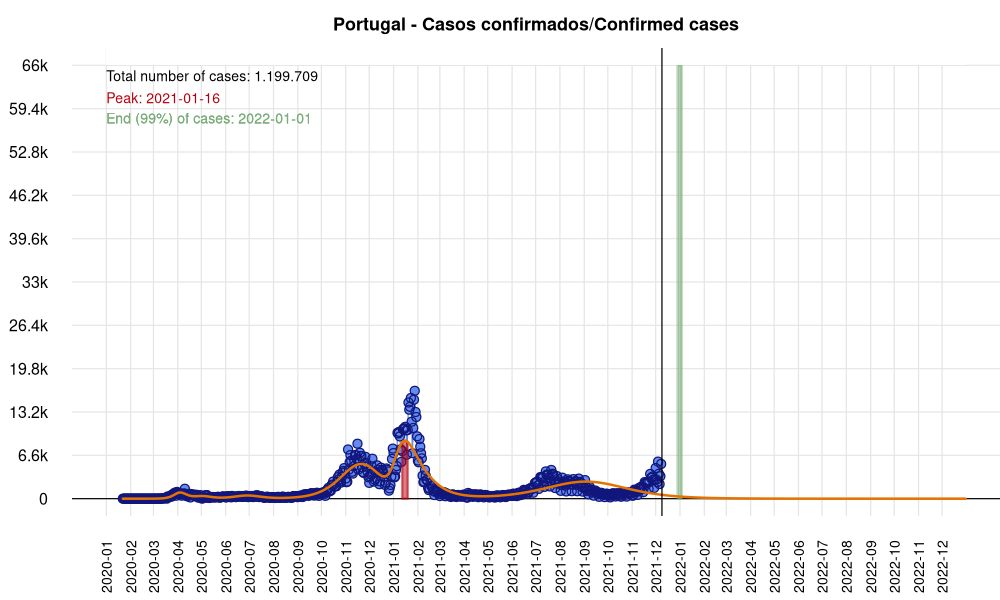 Portugal - Casos confirmados/Confirmed cases
66k
59.4k
52.8k
46.2k
39.6k
33k
26.4k
19.8k
13.2k
6.6k
0
Total number of cases: 1.199.709
Peak: 2021-01-16
End (99%) of cases: 2022-01-01
2020-01
2020-02
2020-03
2020-04
2020-05
2020-06
2020-07
2020-08
2020-09
2020-10
2020-11
2020-12
2021-01
2021-02
2021-03
2021-04
2021-05
2021-06
2021-07
2021-08
2021-09
2021-10
2021-11
2021-12
2022-01
2022-02
2022-03
2022-04
2022-05
2022-06
2022-07
2022-08
2022-09
2022-10
2022-11
2022-12